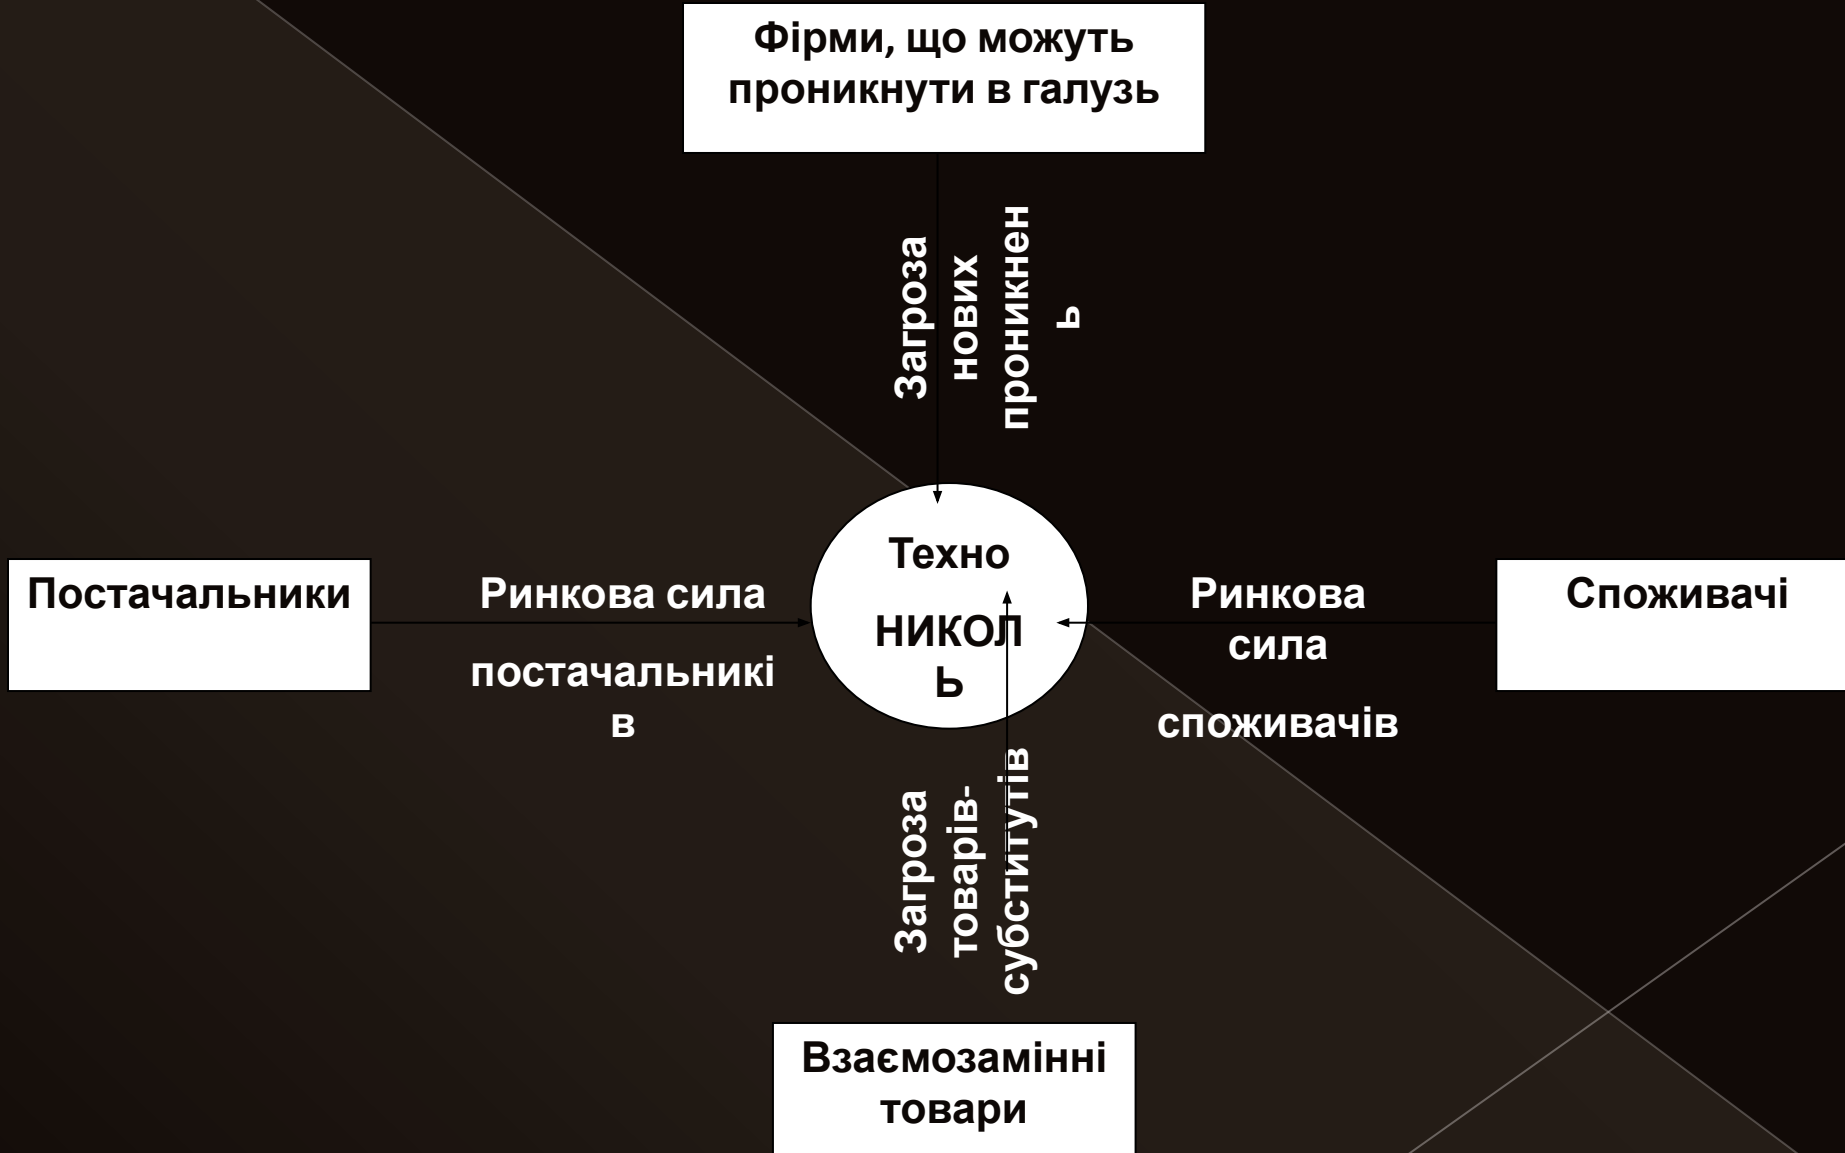 Фірми, що можуть
проникнути в галузь
Загроза
нових
проникнен
ь
Постачальники
Ринкова сила
постачальникі
в
Техно
НИКОЛ
Ь
Ринкова
сила
споживачів
Споживачі
Загроза
товарів-
субститутів
Взаємозамінні
товари